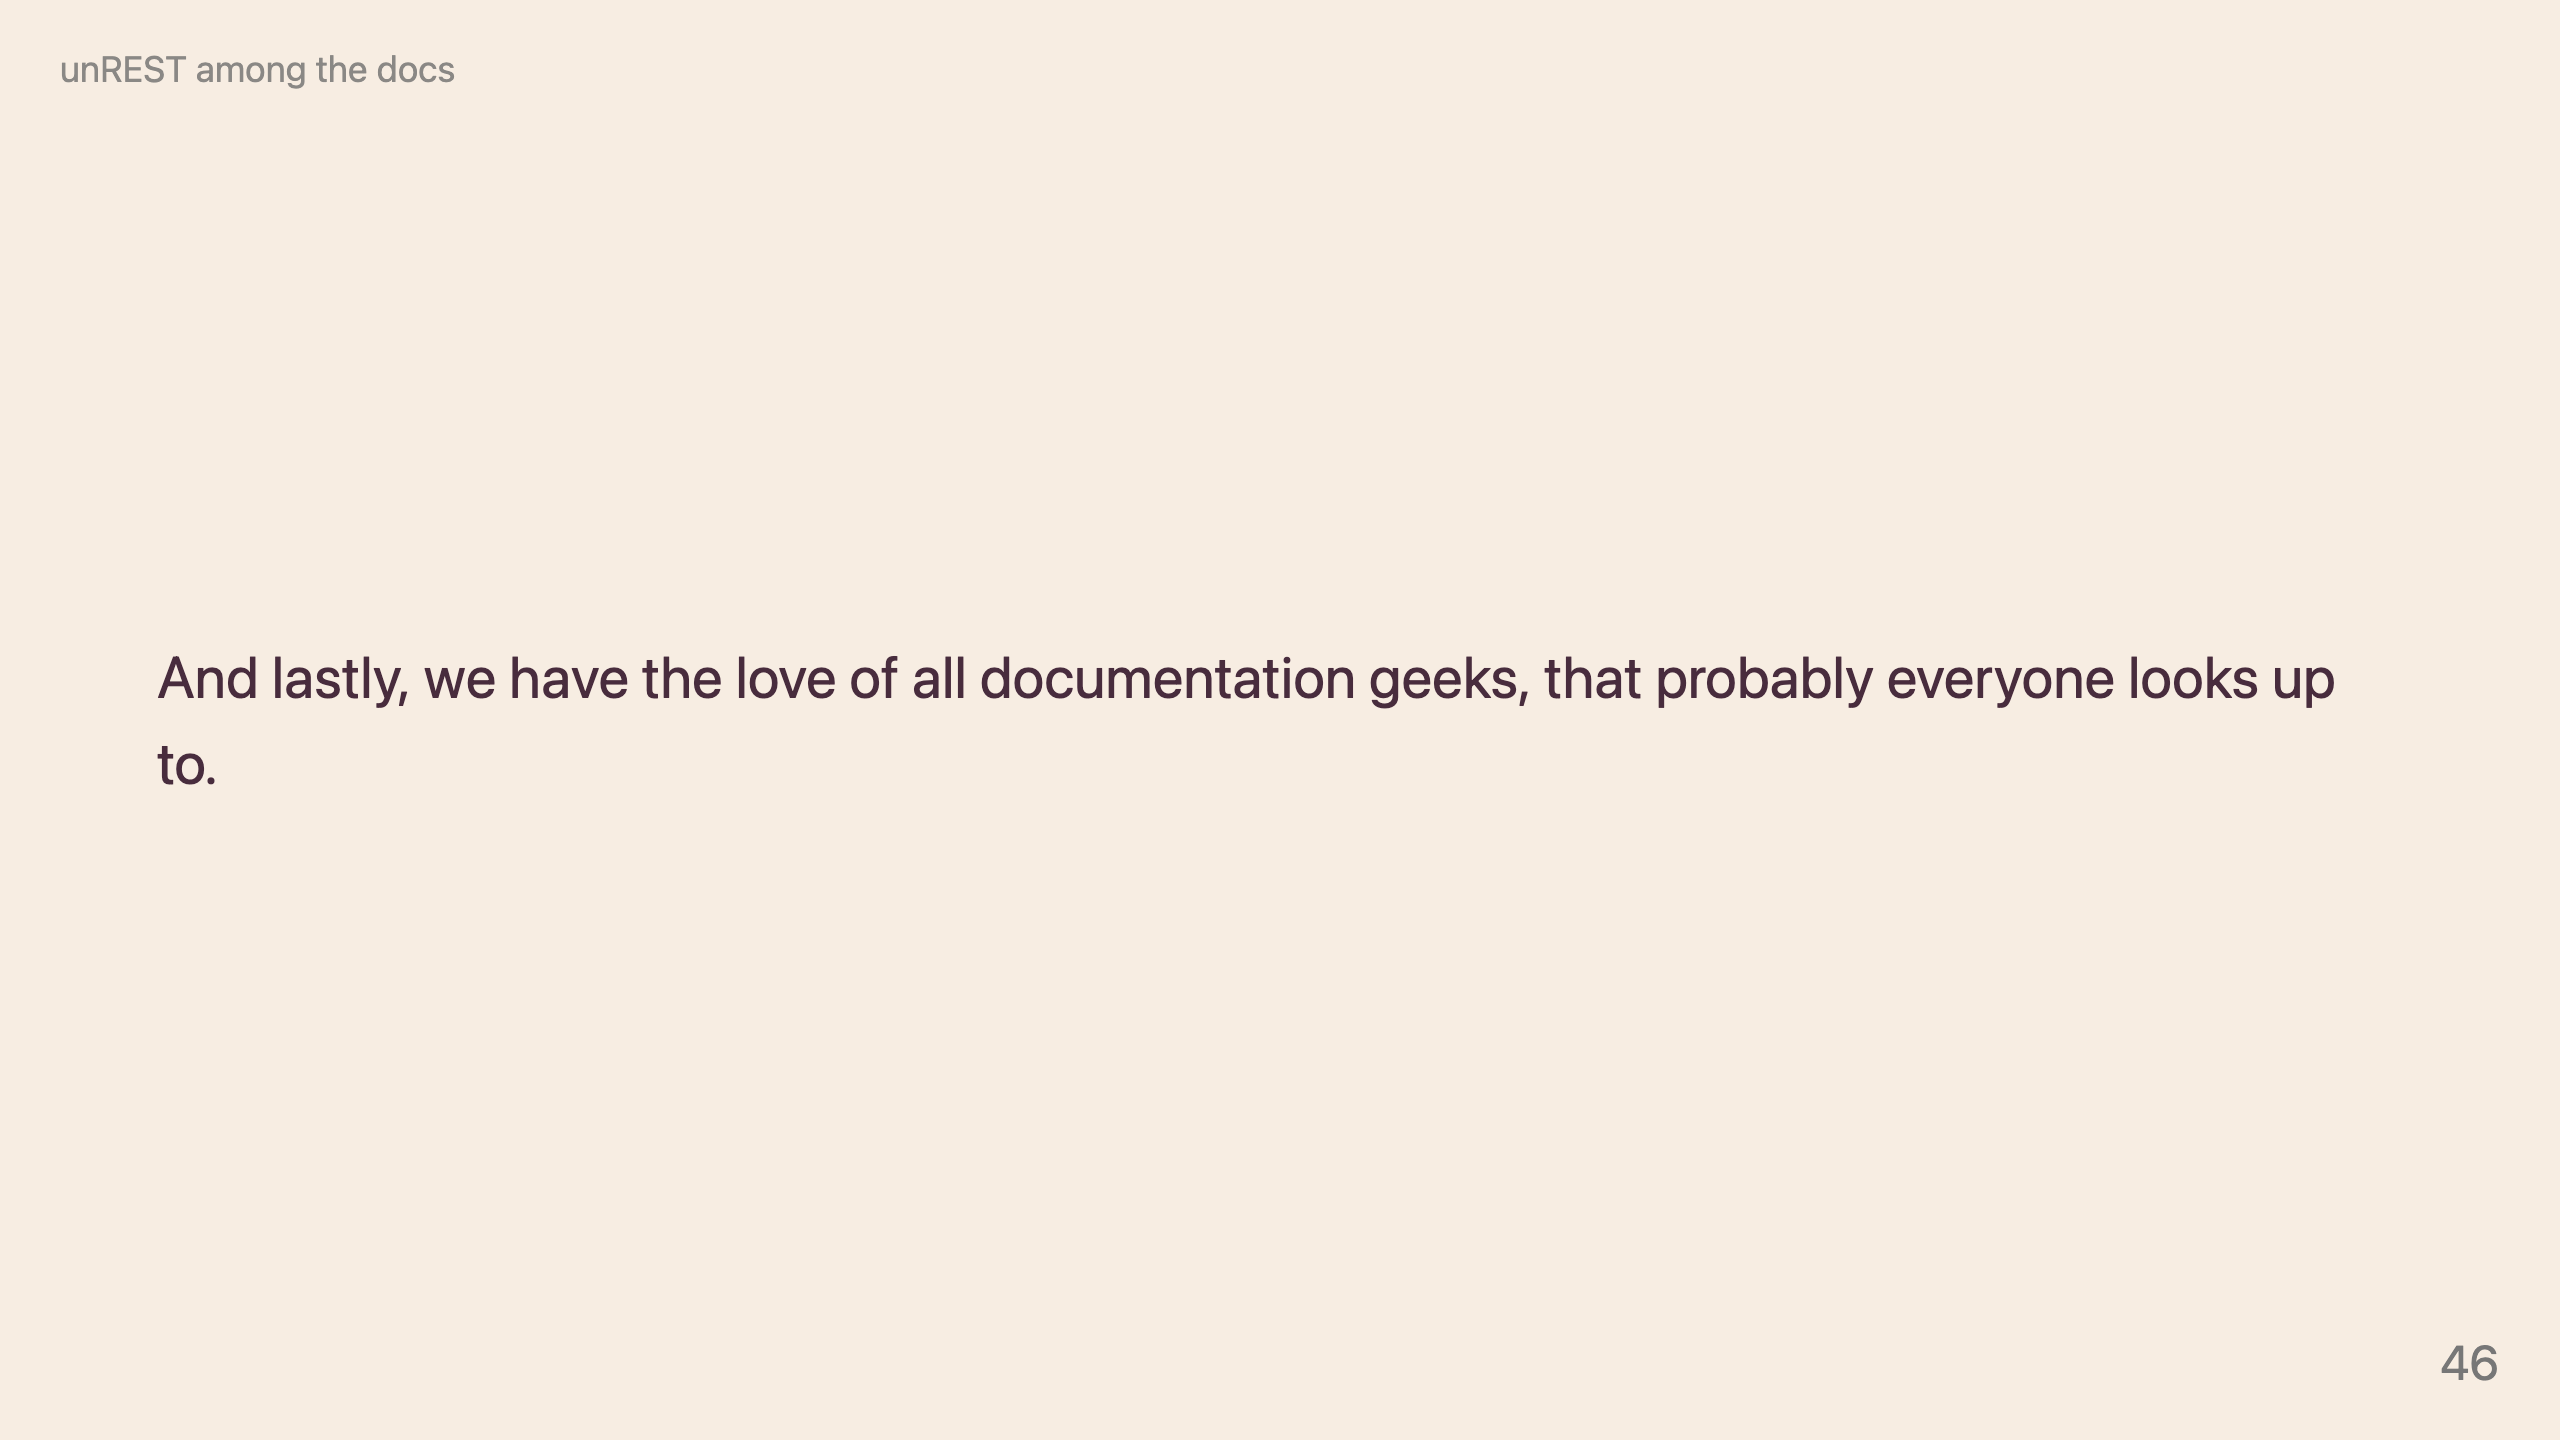 unREST among the docs
And lastly, we have the love of all documentation geeks, that probably everyone looks up
to.
46